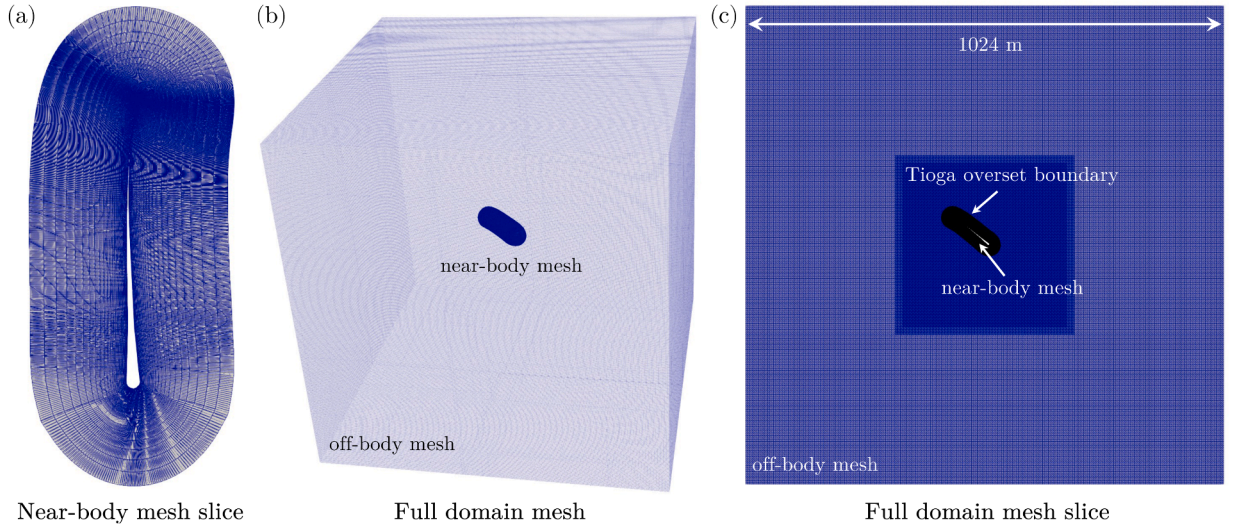 (a)
(b)
(c)
1024 m
Tioga overset boundary
near-body mesh
near-body mesh
off-body mesh
off-body mesh
Near-body mesh slice
Full domain mesh
Full domain mesh slice